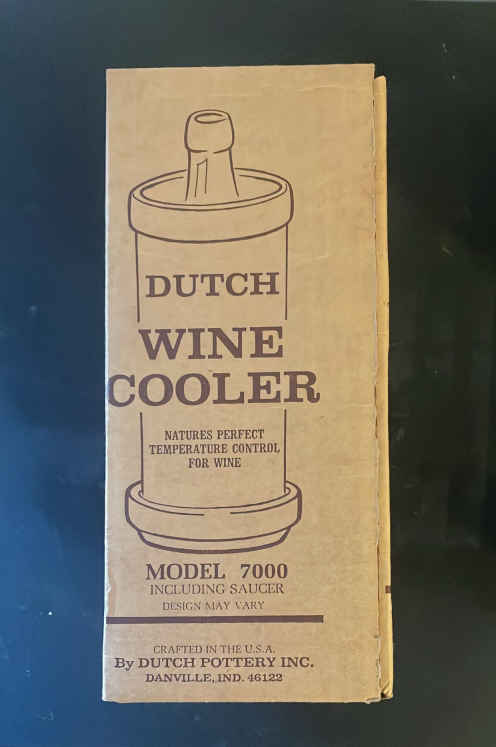 DUTCH
WINE
COOLER
NATURES PERFECT
TEMPERATURE CONTROL
FOR WINE
MODEL 7000
INCLUDING SAUCER
DESIGN MAY VARY
CRAFTED IN THE U.S.A.
By DUTCH POTTERY INC.
DANVILLE, IND. 46122